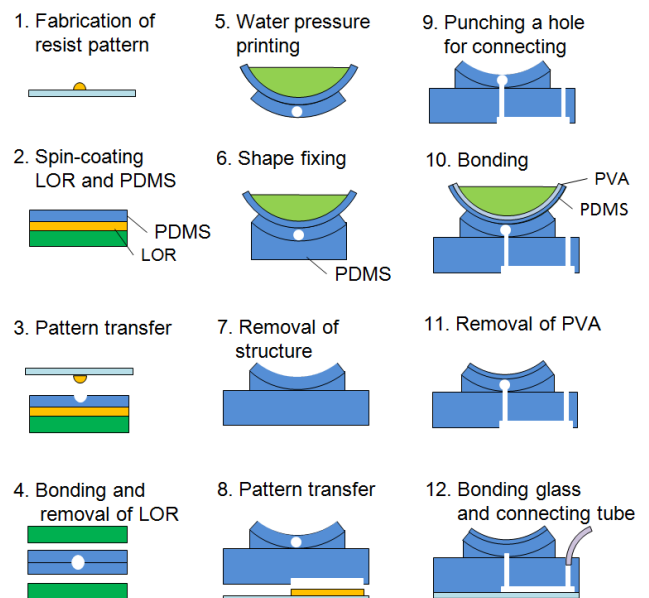 1. Fabrication of
resist pattern
2. Spin-coating
LOR and PDMS
PDMS
LOR
3. Pattern transfer
4. Bonding and
removal of LOR
5. Water pressure
printing
6. Shape fixing
PDMS
7. Removal of
structure
8. Pattern transfer
9. Punching a hole
for connecting
10. Bonding
PVA
PDMS
11. Removal of PVA
12. Bonding glass
and connecting tube